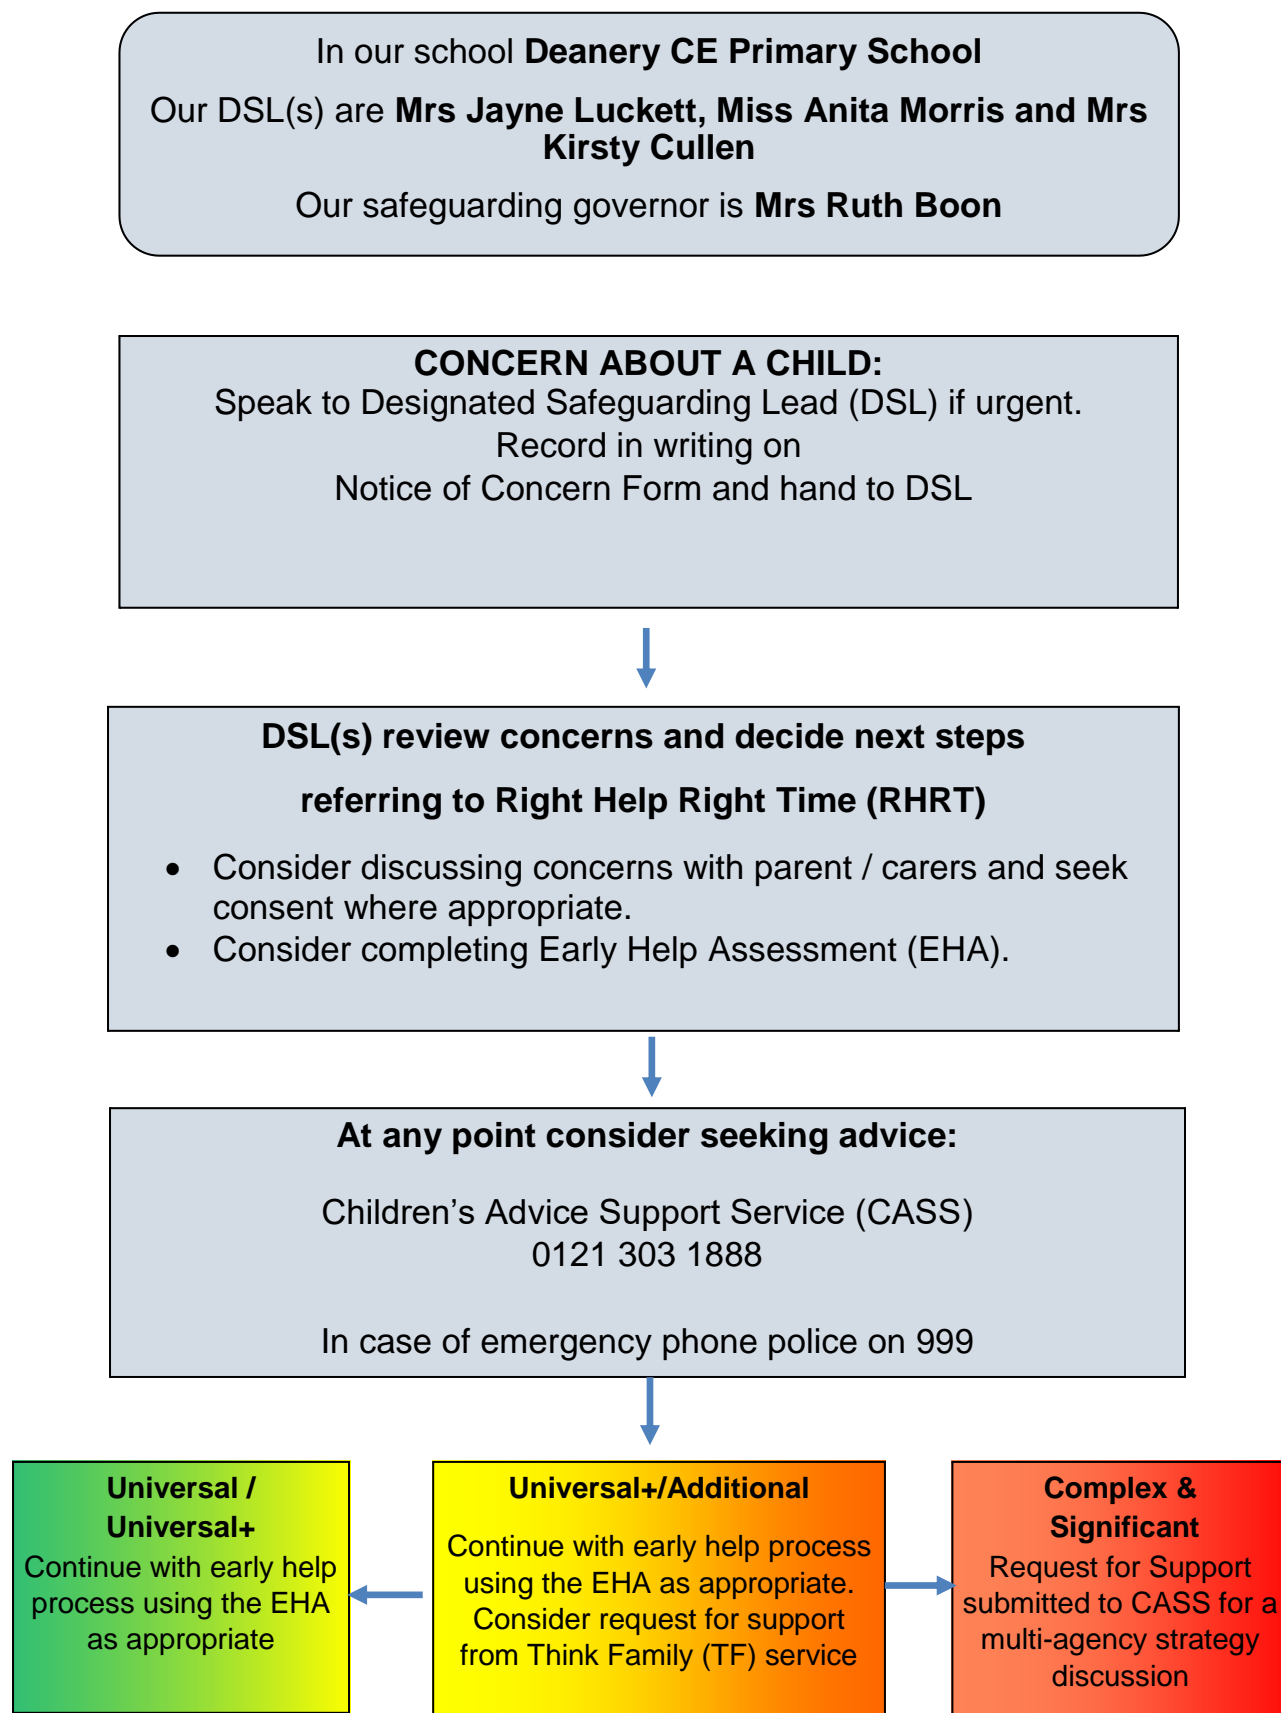 In our school Deanery CE Primary School
Our DSL(s) are Mrs Jayne Luckett, Miss Anita Morris and Mrs
Kirsty Cullen
Our safeguarding governor is Mrs Ruth Boon
CONCERN ABOUT A CHILD:
Speak to Designated Safeguarding Lead (DSL) if urgent.
Record in writing on
Notice of Concern Form and hand to DSL
DSL(s) review concerns and decide next steps
referring to Right Help Right Time (RHRT)
• Consider discussing concerns with parent / carers and seek
consent where appropriate.
• Consider completing Early Help Assessment (EHA).
At any point consider seeking advice:
Children’s Advice Support Service (CASS)
0121 303 1888
In case of emergency phone police on 999
Universal /
Universal+
Continue with early help
process using the EHA
as appropriate
Universal+/Additional
Continue with early help process
using the EHA as appropriate.
Consider request for support
from Think Family (TF) service
Complex &
Significant
Request for Support
submitted to CASS for a
multi-agency strategy
discussion